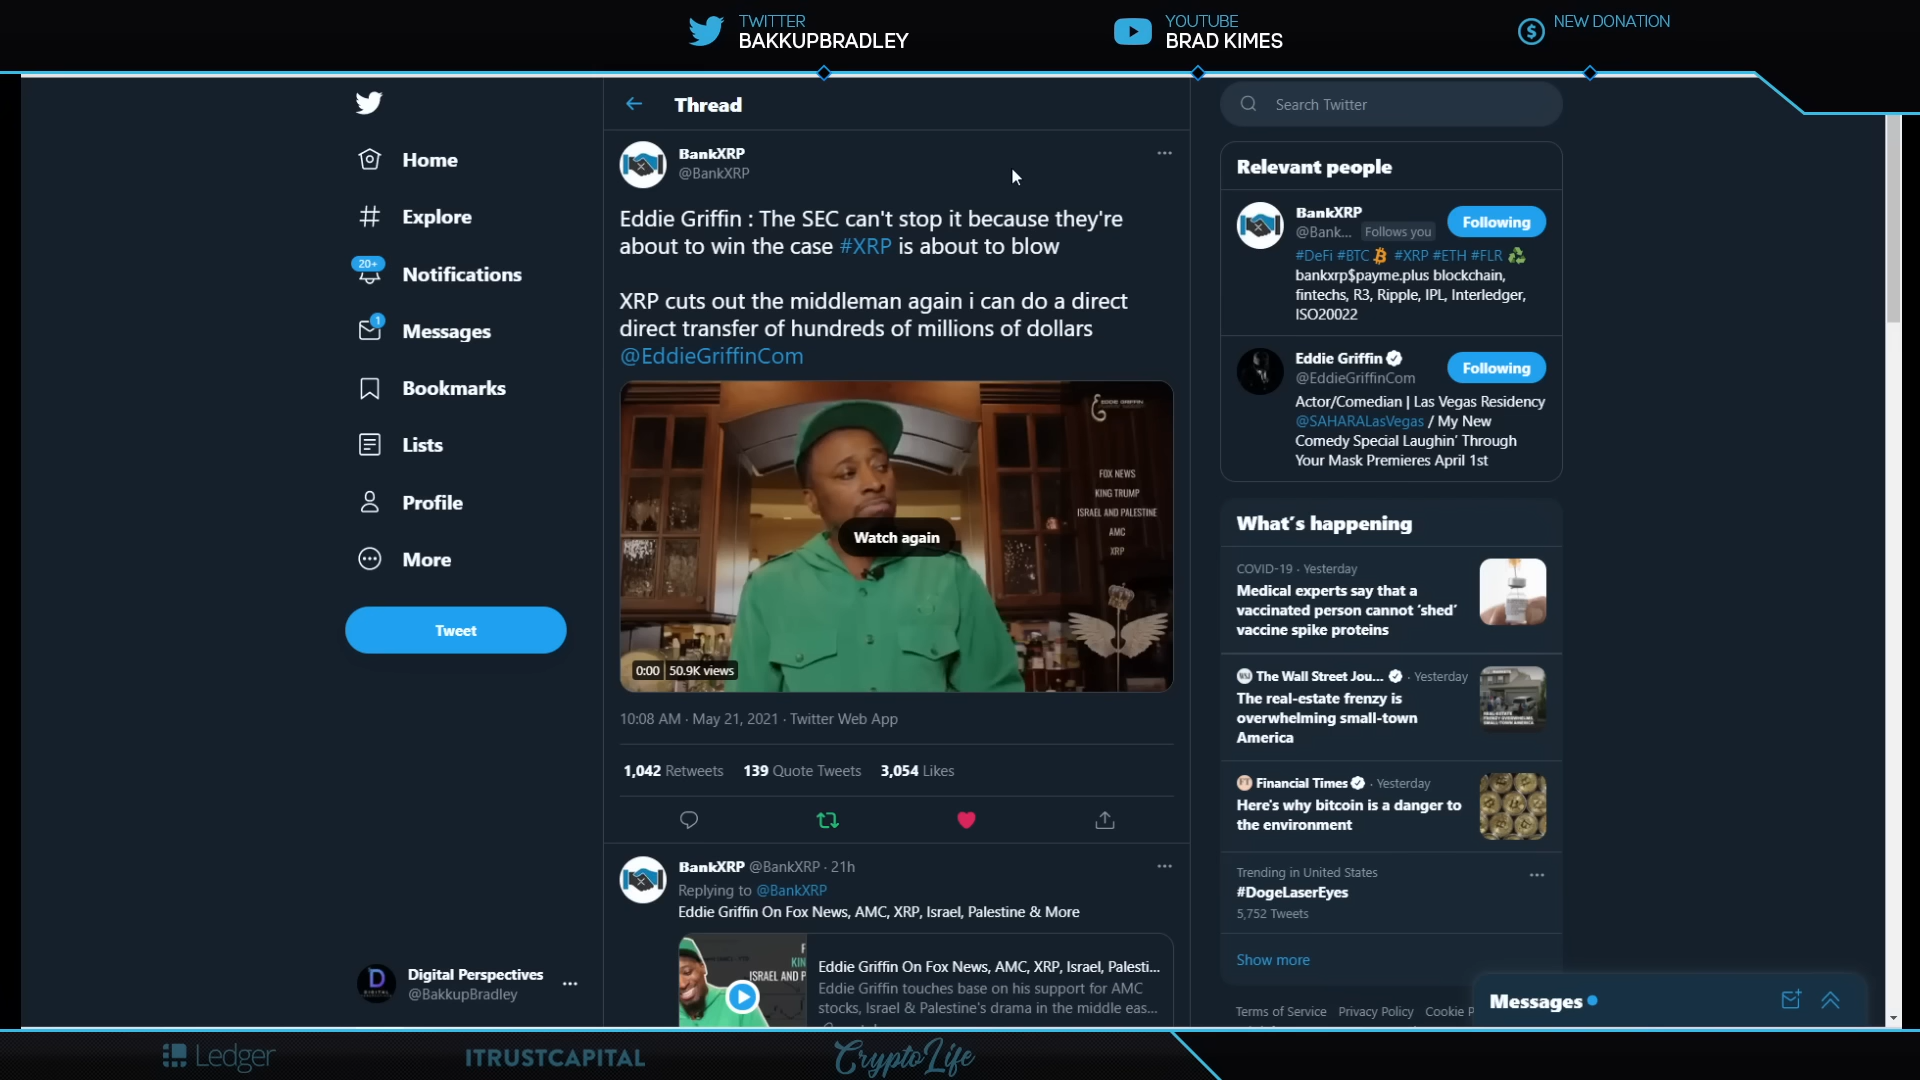 TWITTER
BAKKUPBRADLEY
YOUTUBE
BRAD KIMES
NEW DONATION
Home
Explore
20+
Notifications
1
Messages
Bookmarks
Lists
Profile
More
Tweet
Digital Perspectives
@BakkupBradley
Thread
BankXRP
@BankXRP
Eddie Griffin : The SEC can't stop it because they're
about to win the case #XRP is about to blow
XRP cuts out the middleman again i can do a direct
direct transfer of hundreds of millions of dollars
@EddieGriffinCom
EDDIE GRIFFIN
FOX NEWS
KING TRUMP
ISRAEL AND PALESTINE
AMC
XRP
Watch again
0:00 50.9K views
10:08 AM · May 21, 2021 · Twitter Web App
1,042 Retweets 139 Quote Tweets 3,054 Likes
BankXRP @BankXRP · 21h
Replying to @BankXRP
Eddie Griffin On Fox News, AMC, XRP, Israel, Palestine & More
ISRAEL AND P
Eddie Griffin On Fox News, AMC, XRP, Israel, Palesti...
Eddie Griffin touches base on his support for AMC
stocks, Israel & Palestine's drama in the middle eas...
Search Twitter
Relevant people
BankXRP
@Bank... Follows you
Following
#DeFi #BTC #XRP #ETH #FLR
bankxrp$payme.plus blockchain,
fintechs, R3, Ripple, IPL, Interledger,
ISO20022
Eddie Griffin
@EddieGriffinCom
Following
Actor/Comedian | Las Vegas Residency
@SAHARALasVegas / My New
Comedy Special Laughin' Through
Your Mask Premieres April 1st
What's happening
COVID-19 · Yesterday
Medical experts say that a
vaccinated person cannot 'shed'
vaccine spike proteins
The Wall Street Jou... · Yesterday
The real-estate frenzy is
overwhelming small-town
America
Financial Times · Yesterday
Here's why bitcoin is a danger to
the environment
Trending in United States
#DogeLaserEyes
5,752 Tweets
Show more
Terms of Service Privacy Policy Cookie P
Messages
Ledger
ITRUSTCAPITAL
CryptoLife